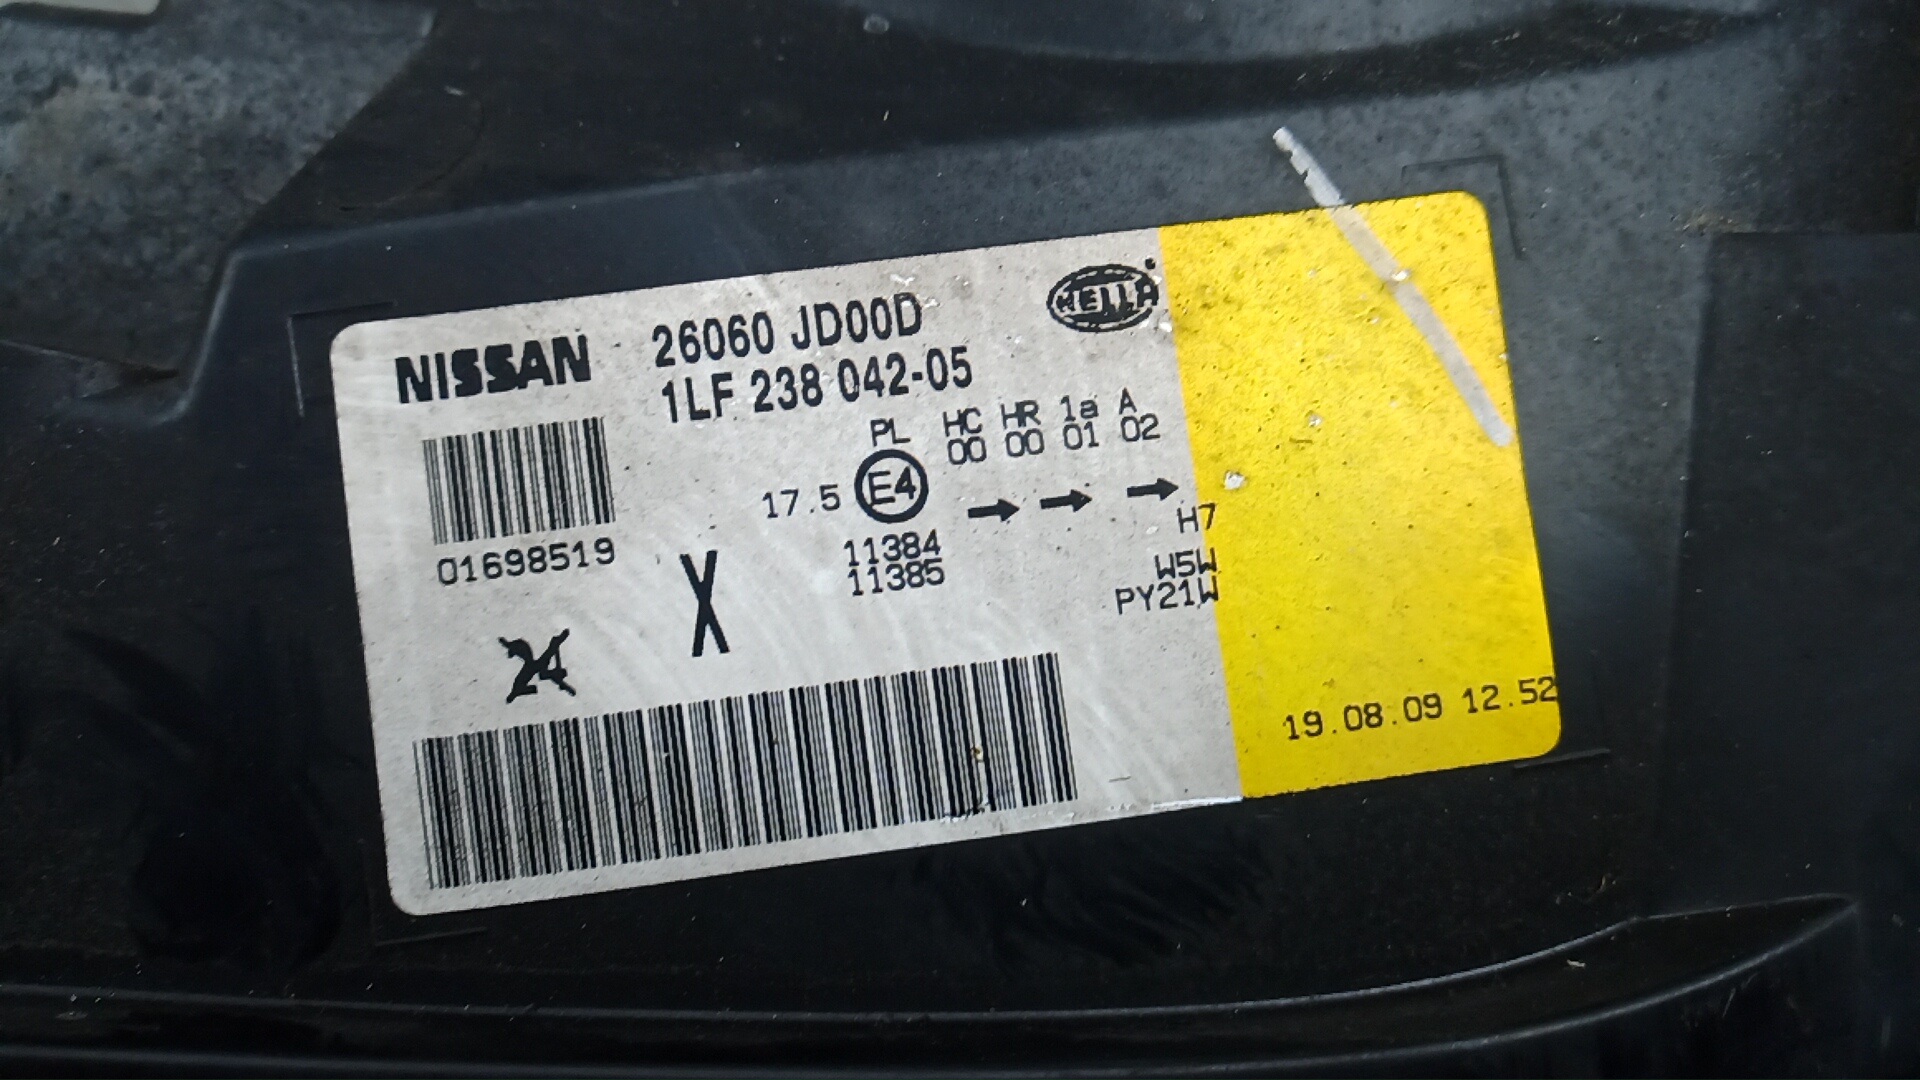 NISSAN 26060 JD00D HELLA
1LF 238 042-05
PL HC HR 1a A
00 00 01 02
17.5 E4 → → →
H7
01698519 11384
11385
W5W
PY21W
X
24
19.08.09 12.52